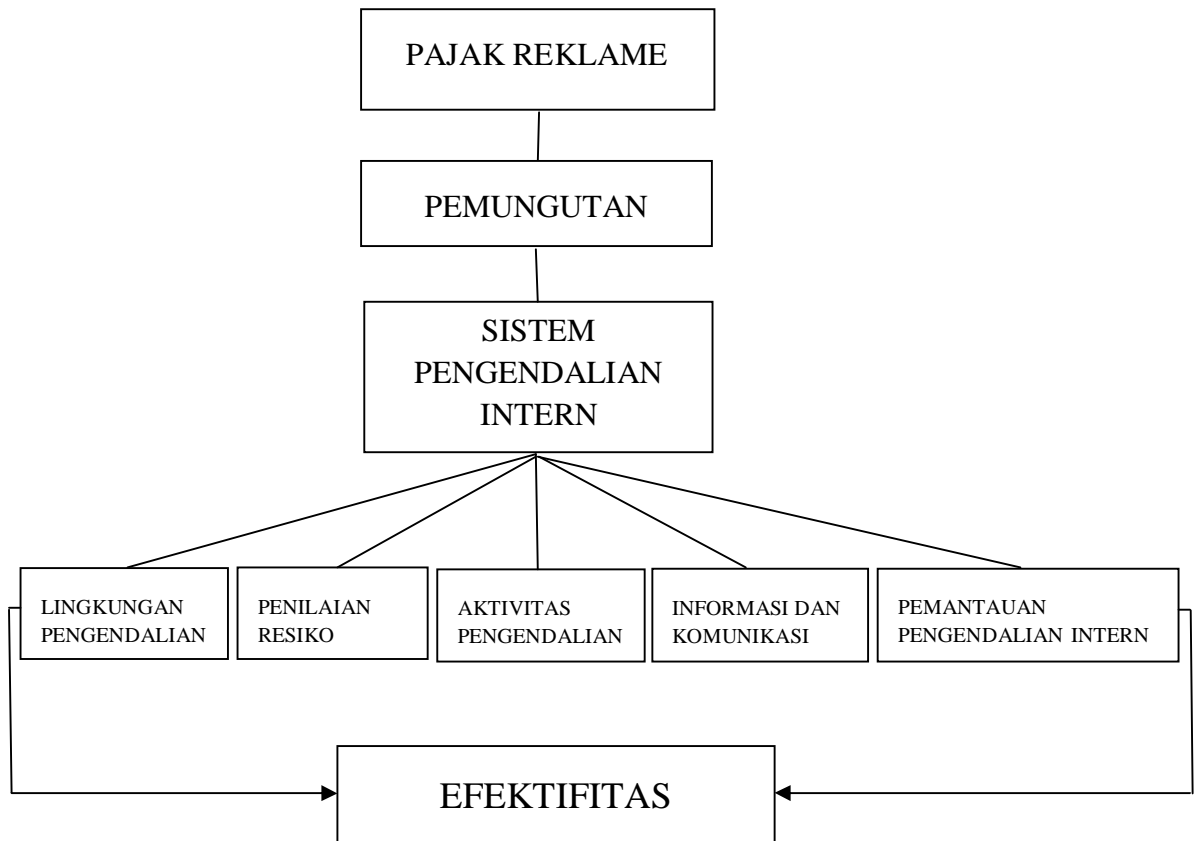 PAJAK REKLAME
PEMUNGUTAN
SISTEM
PENGENDALIAN
INTERN
LINGKUNGAN
PENGENDALIAN
PENILAIAN
RESIKO
AKTIVITAS
PENGENDALIAN
INFORMASI DAN
KOMUNIKASI
PEMANTAUAN
PENGENDALIAN INTERN
EFEKTIFITAS